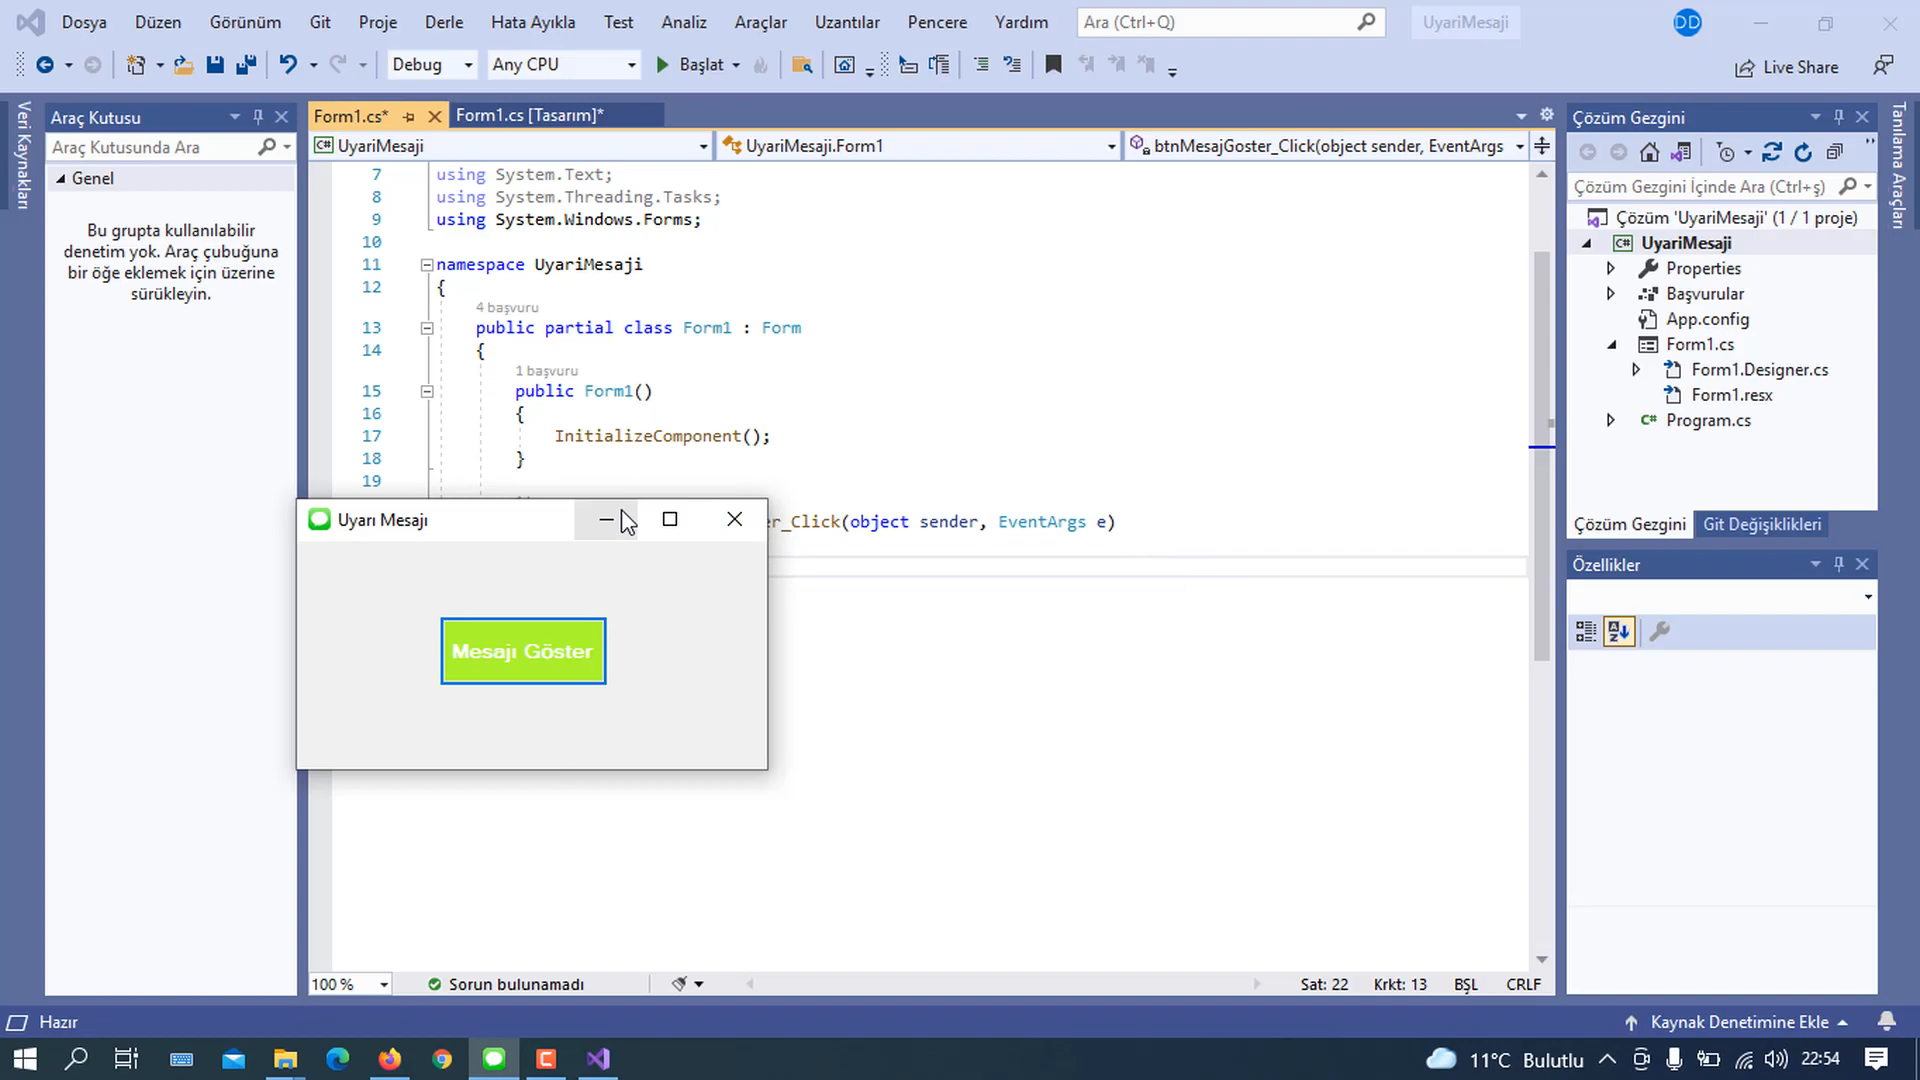 Dosya Düzen Görünüm Git Proje Derle Hata Ayıkla Test Analiz Araçlar Uzantılar Pencere Yardım Ara (Ctrl+Q) UyariMesaji DD
Debug Any CPU Başlat Live Share
Veri Kaynakları
Araç Kutusu
Araç Kutusunda Ara
Genel
Bu grupta kullanılabilir
denetim yok. Araç çubuğuna
bir öğe eklemek için üzerine
sürükleyin.
Form1.cs* Form1.cs [Tasarım]*
C# UyariMesaji UyariMesaji.Form1 btnMesajGoster_Click(object sender, EventArgs
7 using System.Text;
8 using System.Threading.Tasks;
9 using System.Windows.Forms;
10
11 namespace UyariMesaji
12 {
4 başvuru
13 public partial class Form1 : Form
14 {
1 başvuru
15 public Form1()
16 {
17 InitializeComponent();
18 }
19
er_Click(object sender, EventArgs e)
Uyarı Mesajı
Mesajı Göster
100 % Sorun bulunamadı Sat: 22 Krkt: 13 BŞL CRLF
Çözüm Gezgini
Çözüm Gezgini İçinde Ara (Ctrl+ş)
Çözüm 'UyariMesaji' (1 / 1 proje)
C# UyariMesaji
Properties
Başvurular
App.config
Form1.cs
Form1.Designer.cs
Form1.resx
C# Program.cs
Çözüm Gezgini Git Değişiklikleri
Özellikler
Tanılama Araçları
Hazır Kaynak Denetimine Ekle
11°C Bulutlu 22:54